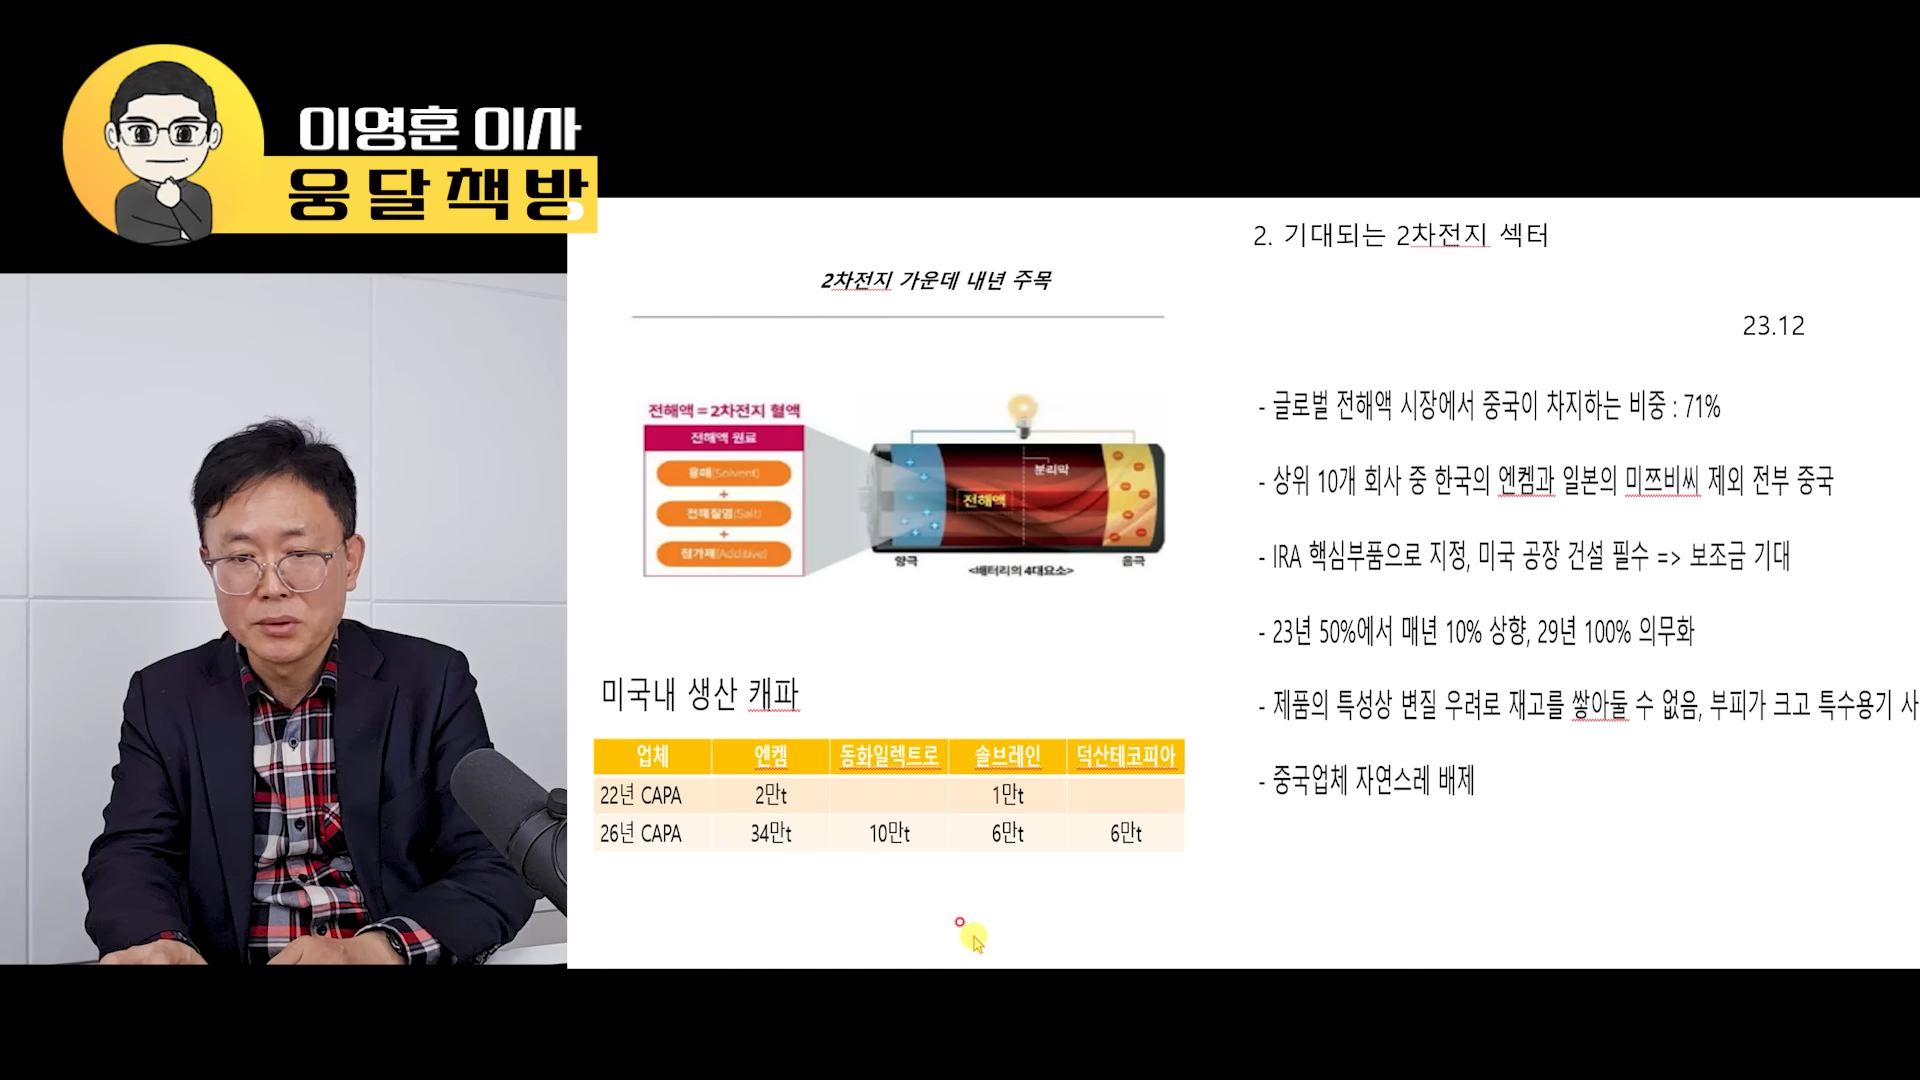 이영훈 이사
웅달책방
2차전지 가운데 내년 주목
전해액 = 2차전지 혈액
전해액 원료
용매(Solvent)
+
전해질염(Salt)
+
첨가제(Additive)
분리막
전해액
양극
<배터리의 4대요소>
음극
미국내 생산 캐파
업체 엔켐 동화일렉트로 솔브레인 덕산테코피아
22년 CAPA 2만t 1만t
26년 CAPA 34만t 10만t 6만t 6만t
2. 기대되는 2차전지 섹터
23.12
- 글로벌 전해액 시장에서 중국이 차지하는 비중 : 71%
- 상위 10개 회사 중 한국의 엔켐과 일본의 미쯔비씨 제외 전부 중국
- IRA 핵심부품으로 지정, 미국 공장 건설 필수 => 보조금 기대
- 23년 50%에서 매년 10% 상향, 29년 100% 의무화
- 제품의 특성상 변질 우려로 재고를 쌓아둘 수 없음, 부피가 크고 특수용기 사
- 중국업체 자연스레 배제